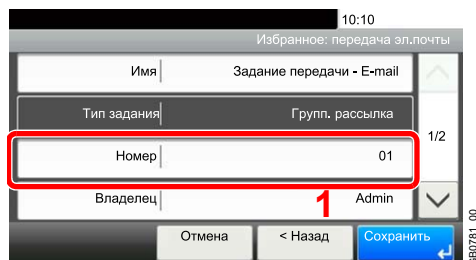 10:10
Избранное: передача эл.почты
Имя Задание передачи - E-mail
Тип задания Групп. рассылка
1/2
Номер 01
Владелец Admin
1
Отмена < Назад Сохранить